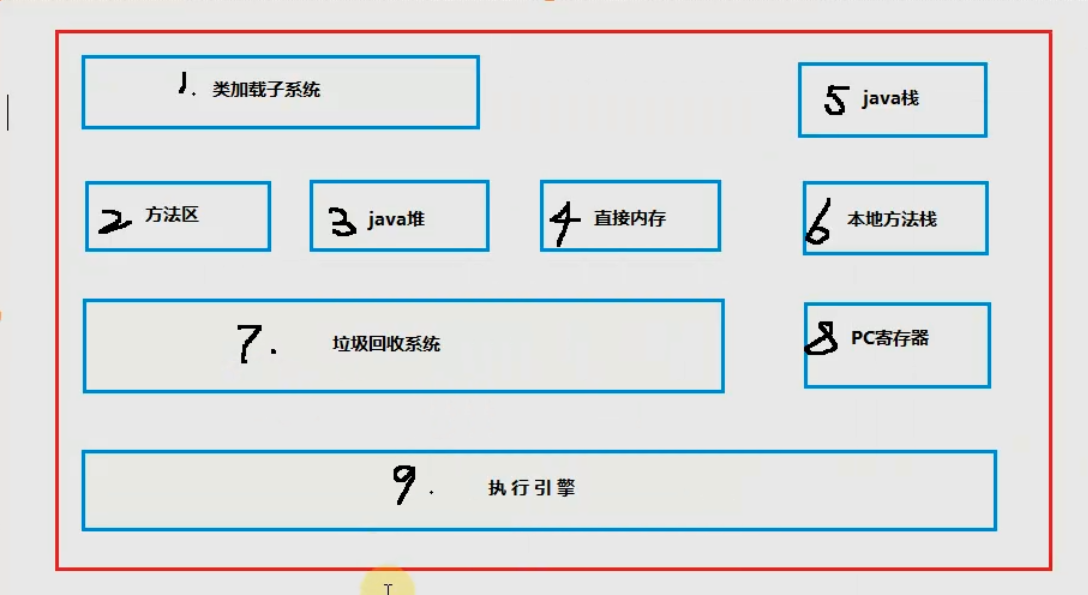 1. 类加载子系统
5 java栈
2 方法区
3 java堆
4 直接内存
6 本地方法栈
7. 垃圾回收系统
8 PC寄存器
9. 执行引擎